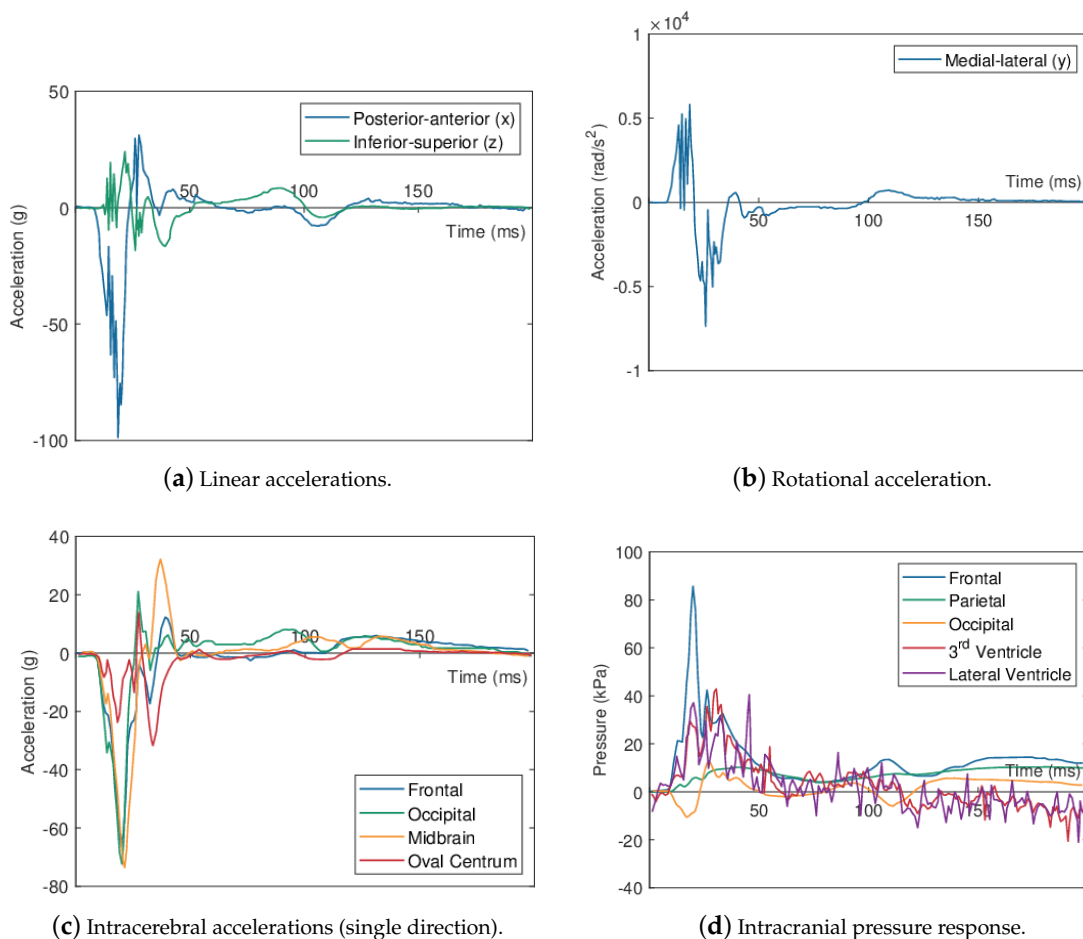 50
0
-50
-100
Acceleration (g)
Posterior-anterior (x)
Inferior-superior (z)
50
100
150
Time (ms)
(a) Linear accelerations.
1
0.5
0
-0.5
-1
× 10⁴
Acceleration (rad/s²)
Medial-lateral (y)
Time (ms)
50
100
150
(b) Rotational acceleration.
40
20
0
-20
-40
-60
-80
Acceleration (g)
50
100
150
Time (ms)
Frontal
Occipital
Midbrain
Oval Centrum
(c) Intracerebral accelerations (single direction).
100
80
60
40
20
0
-20
-40
Pressure (kPa)
Frontal
Parietal
Occipital
3rd Ventricle
Lateral Ventricle
Time (ms)
50
100
150
(d) Intracranial pressure response.